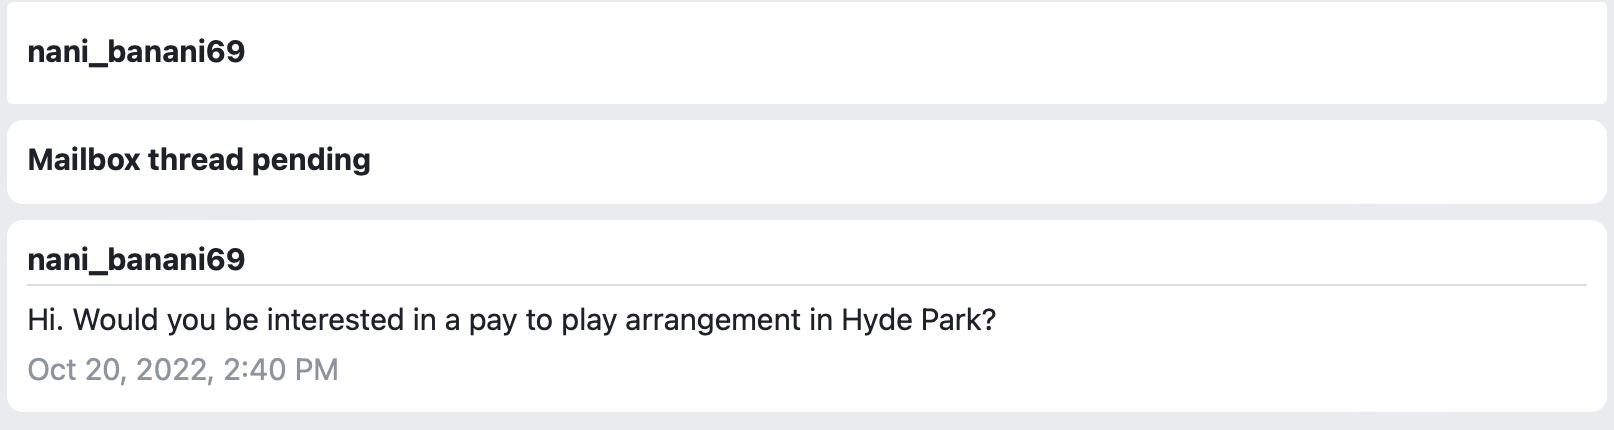 nani_banani69
Mailbox thread pending
nani_banani69
Hi. Would you be interested in a pay to play arrangement in Hyde Park?
Oct 20, 2022, 2:40 PM